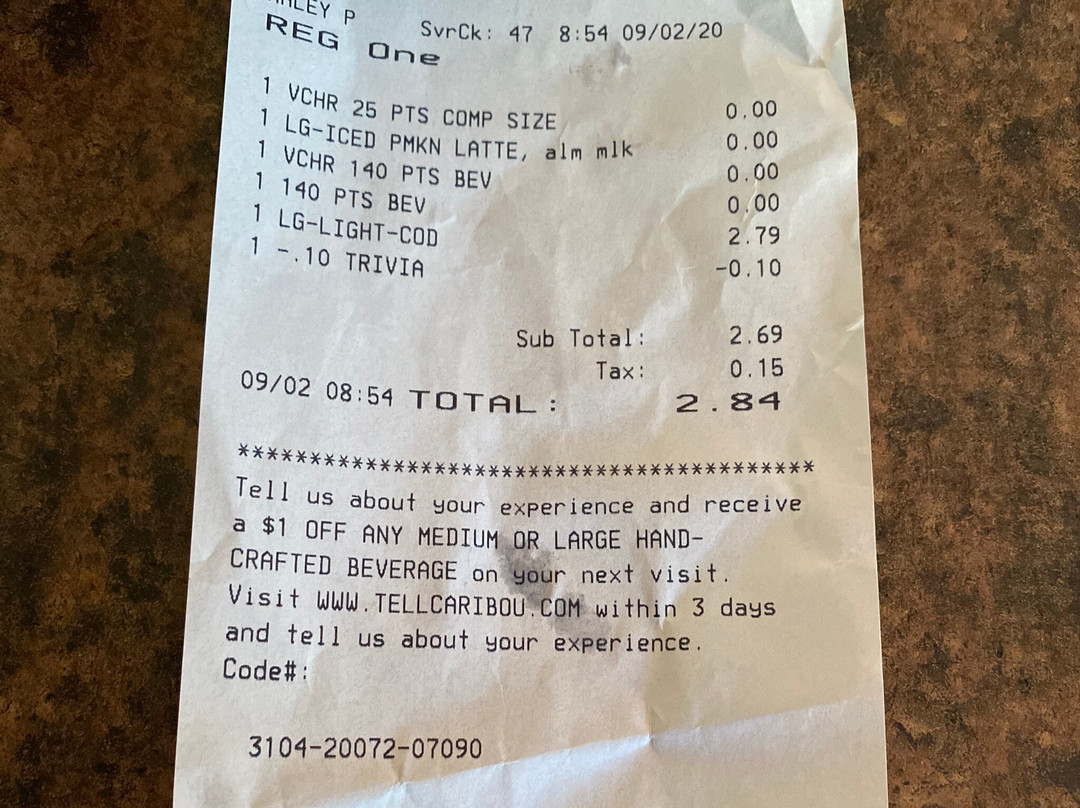 P
SvrCk: 47 8:54 09/02/20
REG One
1 VCHR 25 PTS COMP SIZE 0.00
1 LG-ICED PMKN LATTE, alm mlk 0.00
1 VCHR 140 PTS BEV 0.00
1 140 PTS BEV 0.00
1 LG-LIGHT-COD 2.79
1 -.10 TRIVIA -0.10
Sub Total: 2.69
Tax: 0.15
09/02 08:54 TOTAL: 2.84
****************************************
Tell us about your experience and receive
a $1 OFF ANY MEDIUM OR LARGE HAND-
CRAFTED BEVERAGE on your next visit.
Visit WWW.TELLCARIBOU.COM within 3 days
and tell us about your experience.
Code#:
3104-20072-07090